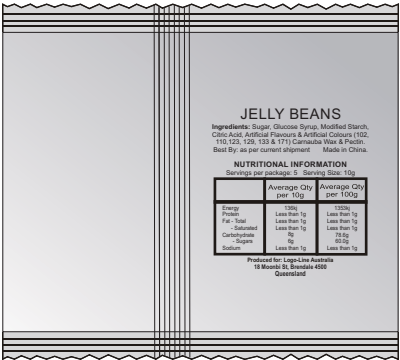 JELLY BEANS
Ingredients: Sugar, Glucose Syrup, Modified Starch,
Citric Acid, Artificial Flavours & Artificial Colours (102,
110,123, 129, 133 & 171) Carnauba Wax & Pectin.
Best By: as per current shipment Made in China.
NUTRITIONAL INFORMATION
Servings per package: 5 Serving Size: 10g
Average Qty per 10g Average Qty per 100g
Energy 136kj 1353kj
Protein Less than 1g Less than 1g
Fat - Total Less than 1g Less than 1g
- Saturated Less than 1g Less than 1g
Carbohydrate 8g 78.6g
- Sugars 6g 60.0g
Sodium Less than 1g Less than 1g
Produced for: Logo-Line Australia
18 Moonbi St, Brendale 4500
Queensland